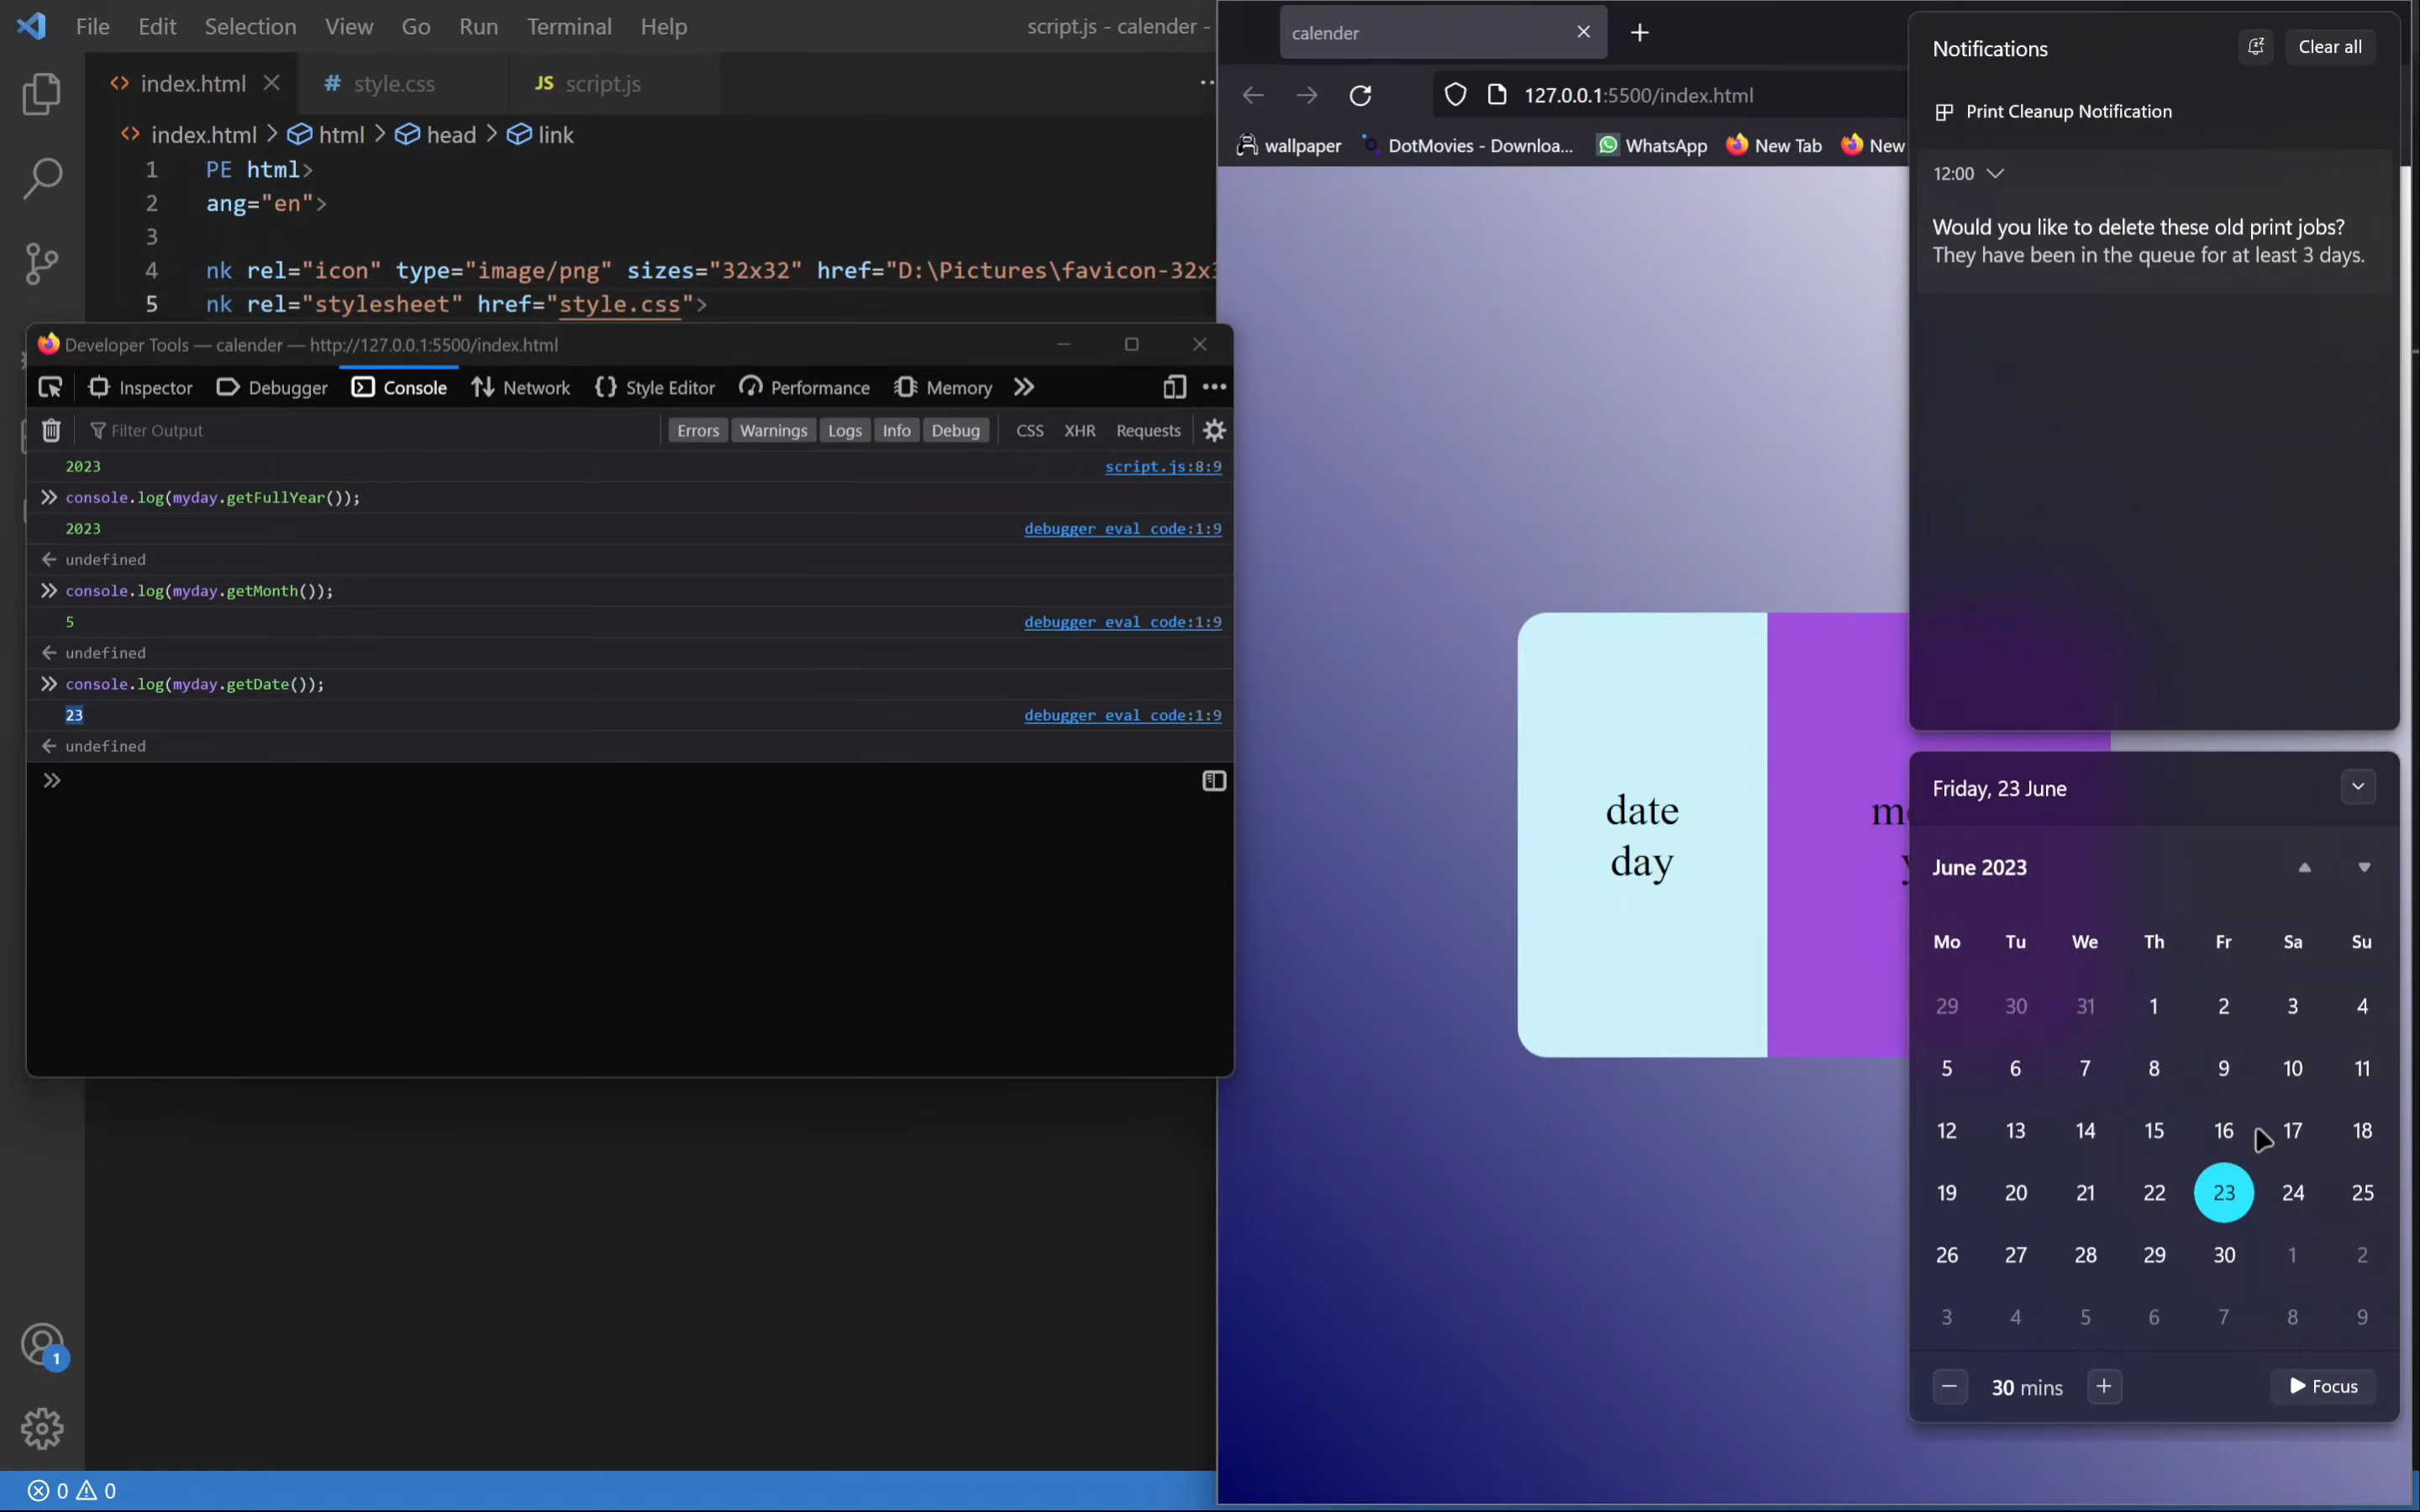 File Edit Selection View Go Run Terminal Help
script.js - calender -
index.html
style.css
JS script.js
index.html > html > head > link
1 PE html>
2 ang="en">
3
4 nk rel="icon" type="image/png" sizes="32x32" href="D:\Pictures\favicon-32x3
5 nk rel="stylesheet" href="style.css">
Developer Tools — calender — http://127.0.0.1:5500/index.html
Inspector Debugger Console Network Style Editor Performance Memory
Filter Output Errors Warnings Logs Info Debug CSS XHR Requests
2023 script.js:8:9
console.log(myday.getFullYear());
2023 debugger eval code:1:9
undefined
console.log(myday.getMonth());
5 debugger eval code:1:9
undefined
console.log(myday.getDate());
23 debugger eval code:1:9
undefined
1
0 0
calender
127.0.0.1:5500/index.html
wallpaper DotMovies - Downloa... WhatsApp New Tab New
date
day
Notifications Clear all
Print Cleanup Notification
12:00
Would you like to delete these old print jobs?
They have been in the queue for at least 3 days.
Friday, 23 June
June 2023
Mo Tu We Th Fr Sa Su
29 30 31 1 2 3 4
5 6 7 8 9 10 11
12 13 14 15 16 17 18
19 20 21 22 23 24 25
26 27 28 29 30 1 2
3 4 5 6 7 8 9
30 mins Focus